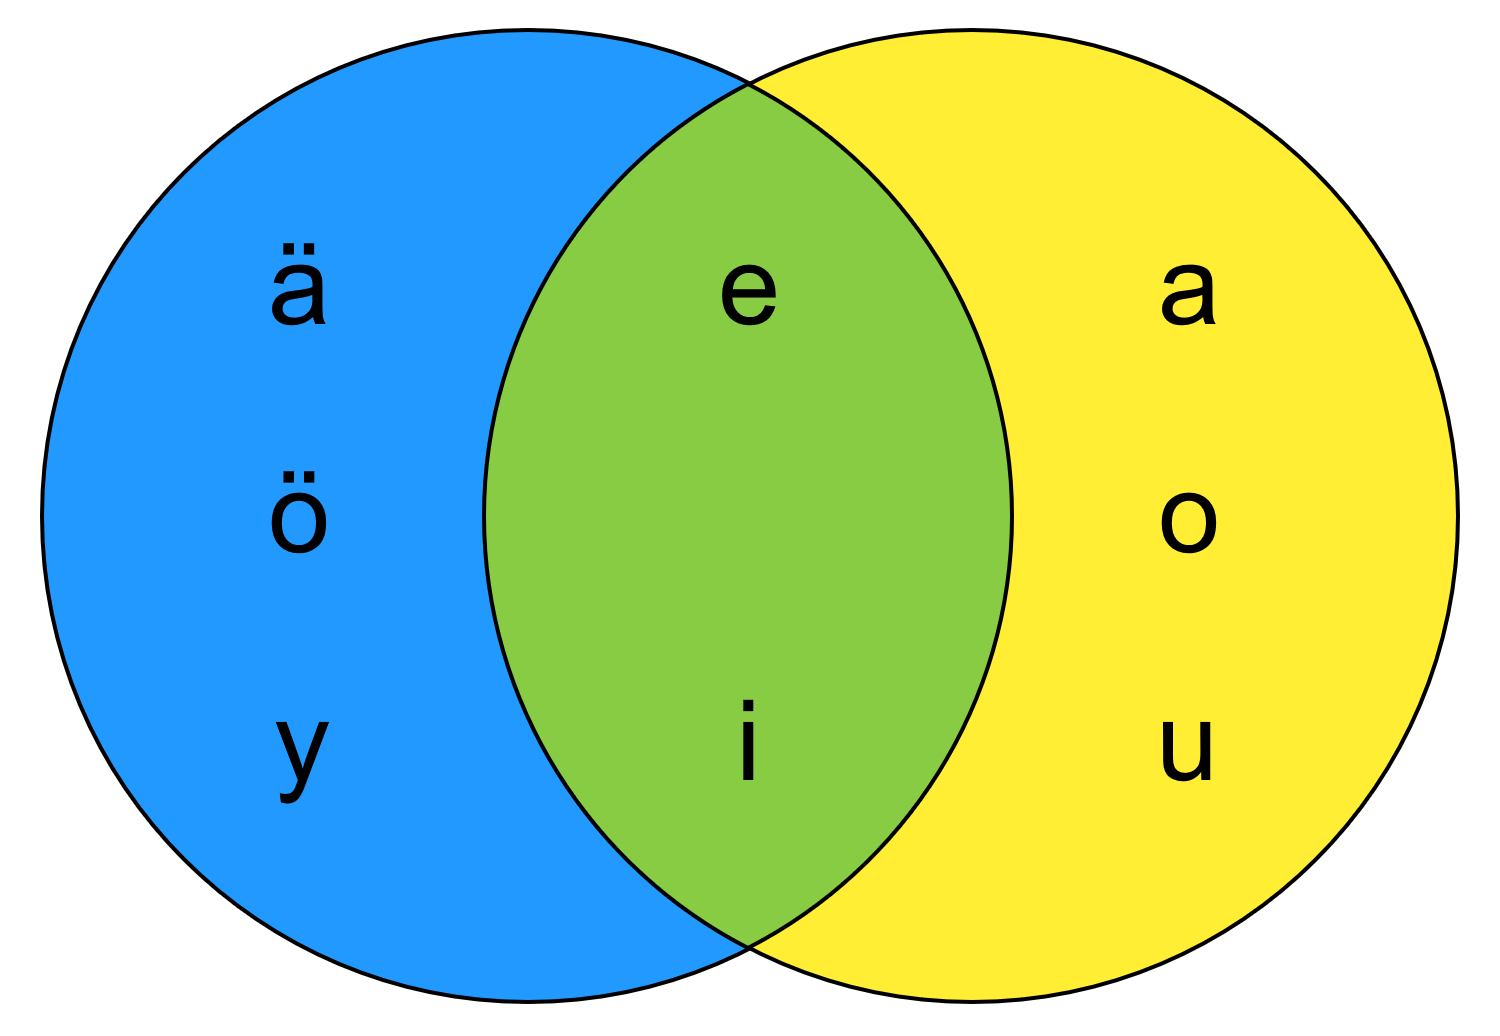 ä e a
ö o
y i u